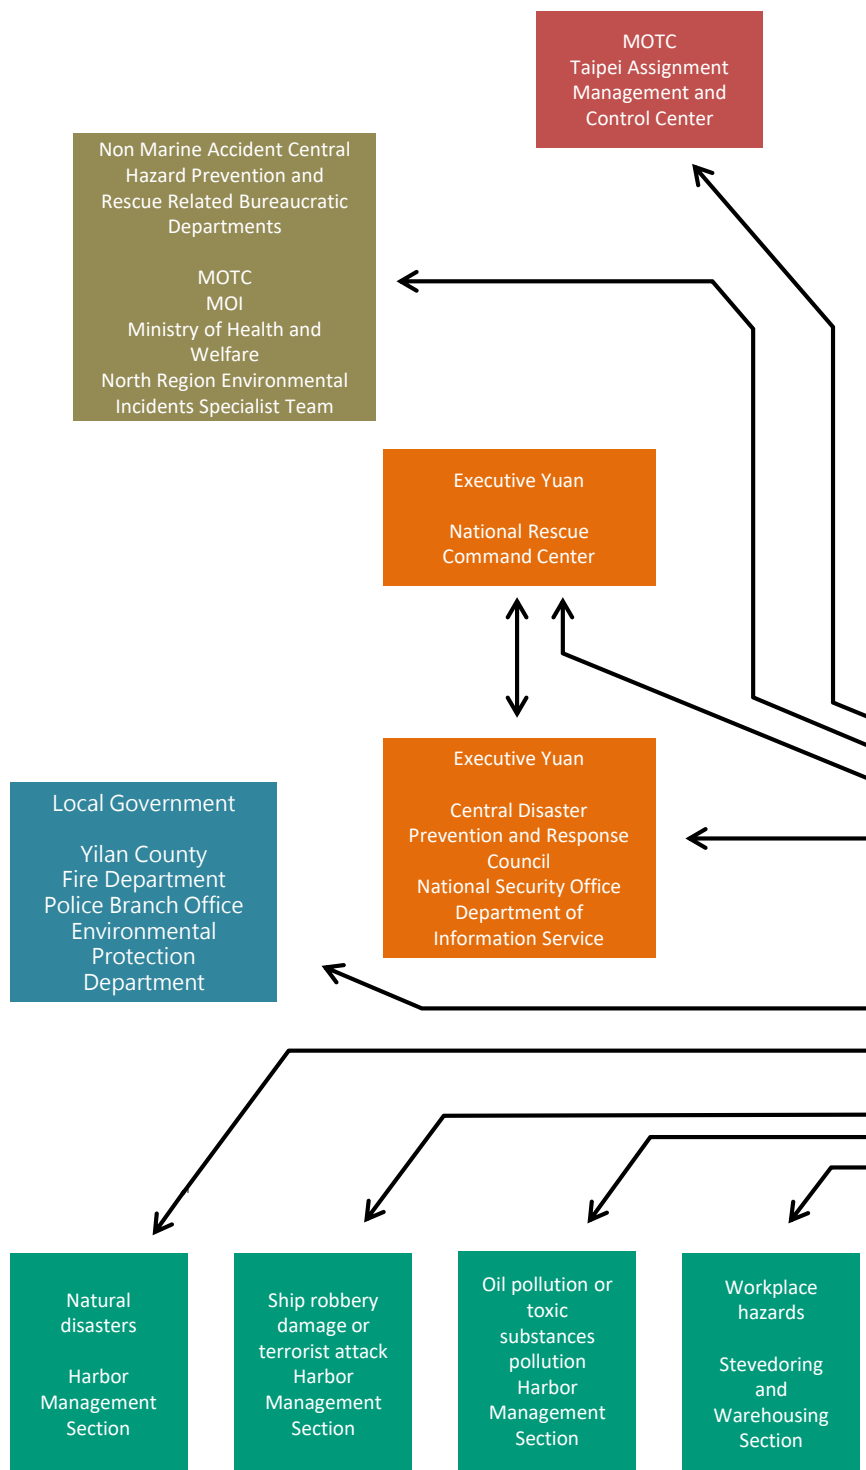 MOTC
Taipei Assignment
Management and
Control Center
Non Marine Accident Central
Hazard Prevention and
Rescue Related Bureaucratic
Departments
MOTC
MOI
Ministry of Health and
Welfare
North Region Environmental
Incidents Specialist Team
Executive Yuan
National Rescue
Command Center
Executive Yuan
Central Disaster
Prevention and Response
Council
National Security Office
Department of
Information Service
Local Government
Yilan County
Fire Department
Police Branch Office
Environmental
Protection
Department
Natural
disasters
Harbor
Management
Section
Ship robbery
damage or
terrorist attack
Harbor
Management
Section
Oil pollution or
toxic
substances
pollution
Harbor
Management
Section
Workplace
hazards
Stevedoring
and
Warehousing
Section